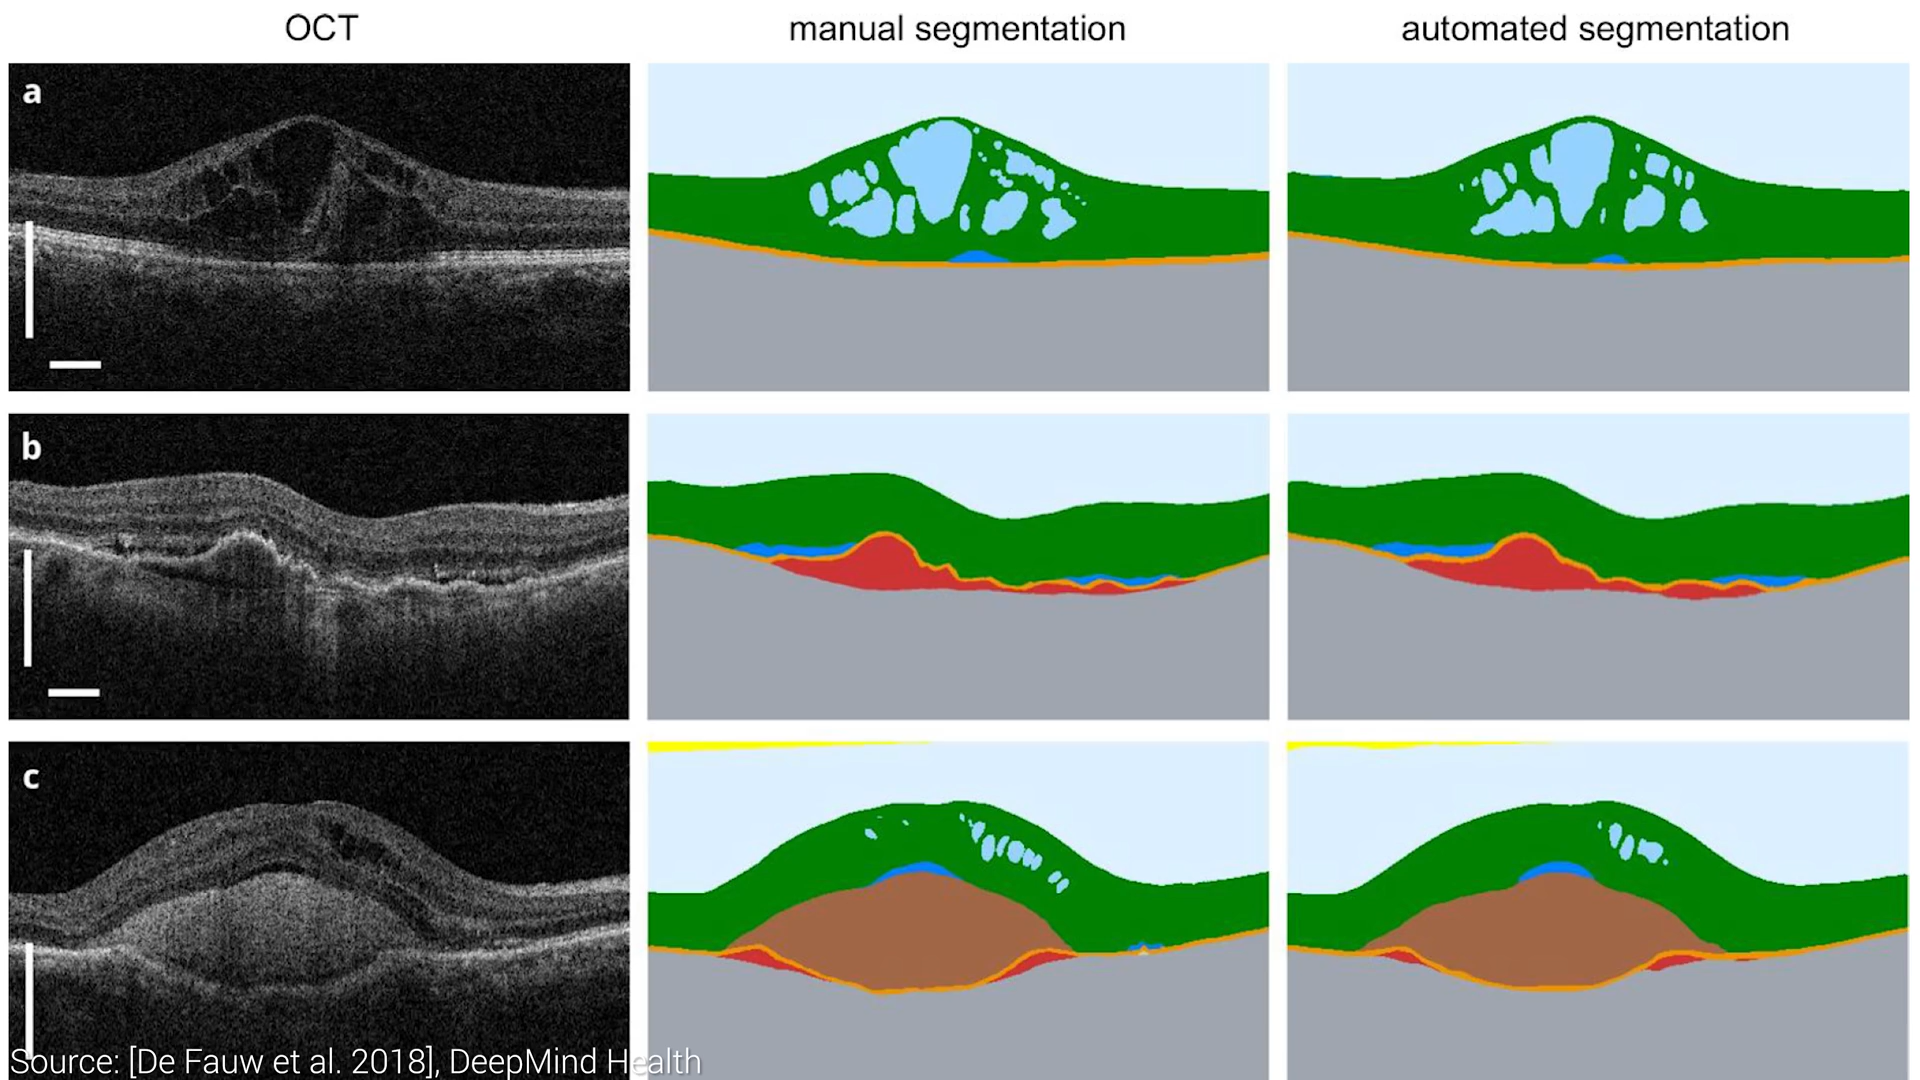 OCT
manual segmentation
automated segmentation
a
b
c
Source: [De Fauw et al. 2018], DeepMind Health